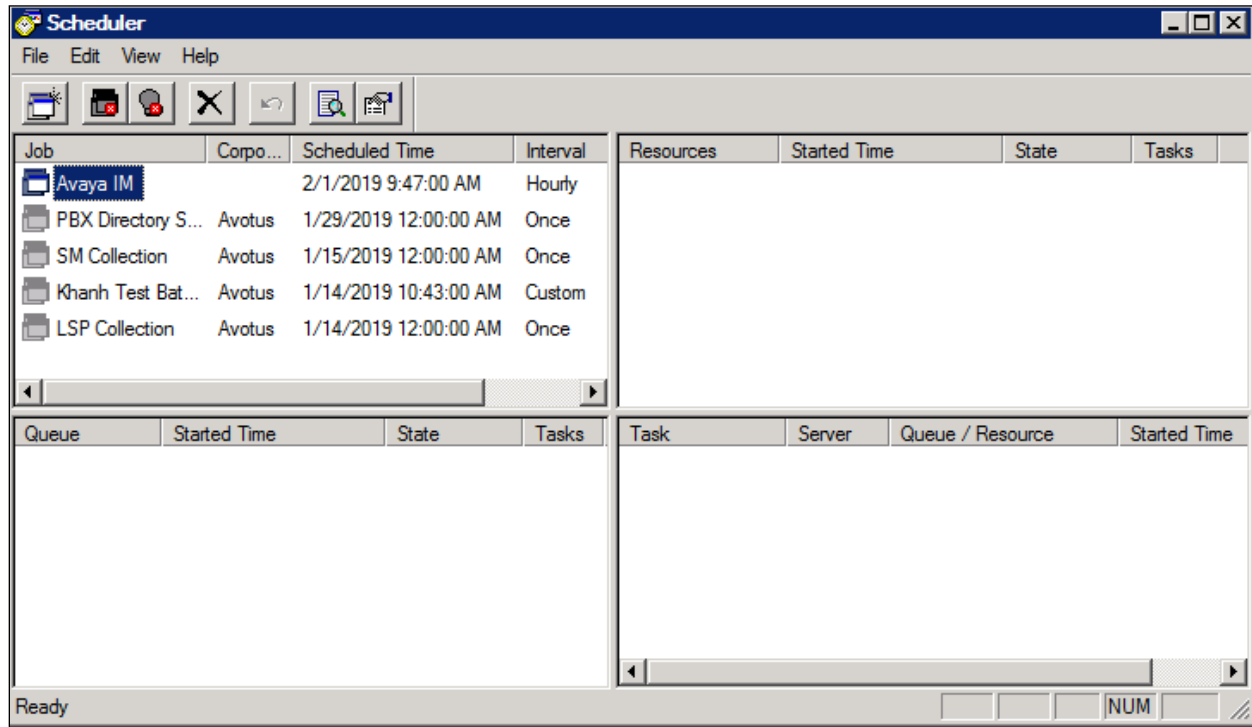 Scheduler
File Edit View Help
Job Corpo... Scheduled Time Interval
Avaya IM 2/1/2019 9:47:00 AM Hourly
PBX Directory S... Avotus 1/29/2019 12:00:00 AM Once
SM Collection Avotus 1/15/2019 12:00:00 AM Once
Khanh Test Bat... Avotus 1/14/2019 10:43:00 AM Custom
LSP Collection Avotus 1/14/2019 12:00:00 AM Once
Resources Started Time State Tasks
Queue Started Time State Tasks
Task Server Queue / Resource Started Time
Ready NUM